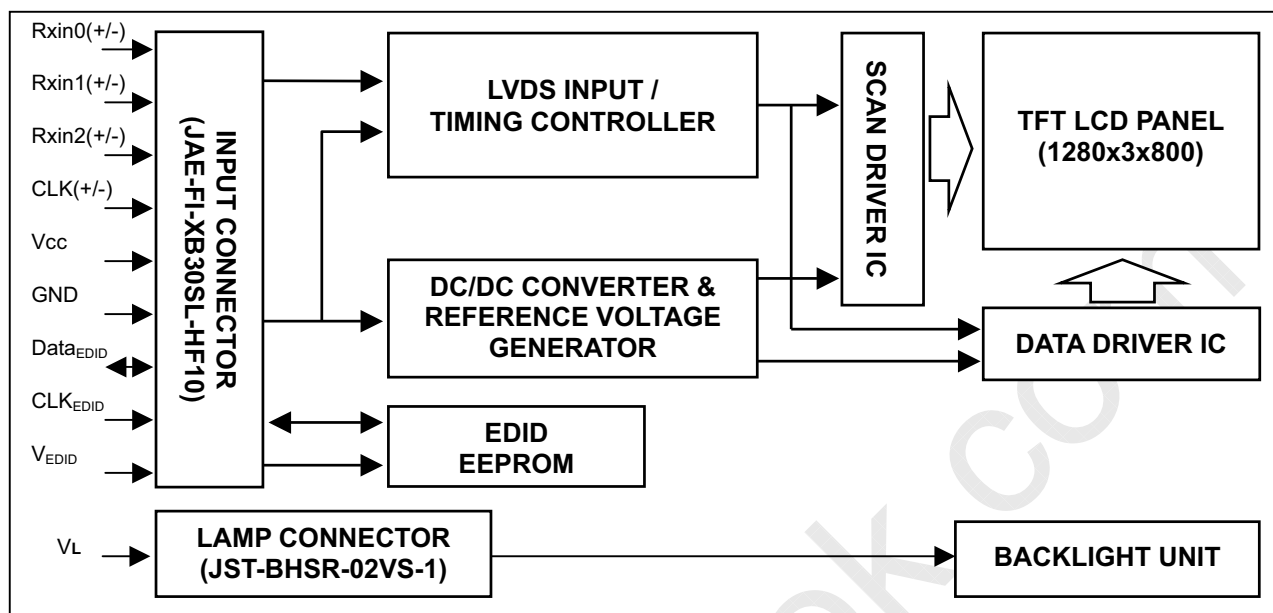 Rxin0(+/-)
Rxin1(+/-)
Rxin2(+/-)
CLK(+/-)
Vcc
GND
DataEDID
CLKEDID
VEDID
VL
INPUT CONNECTOR
(JAE-FI-XB30SL-HF10)
LVDS INPUT /
TIMING CONTROLLER
DC/DC CONVERTER &
REFERENCE VOLTAGE
GENERATOR
EDID
EEPROM
SCAN DRIVER IC
TFT LCD PANEL
(1280x3x800)
DATA DRIVER IC
LAMP CONNECTOR
(JST-BHSR-02VS-1)
BACKLIGHT UNIT